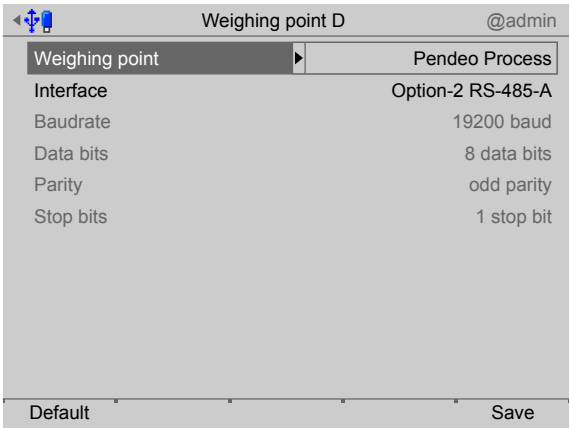 Weighing point D @admin
Weighing point Pendeo Process
Interface Option-2 RS-485-A
Baudrate 19200 baud
Data bits 8 data bits
Parity odd parity
Stop bits 1 stop bit
Default Save